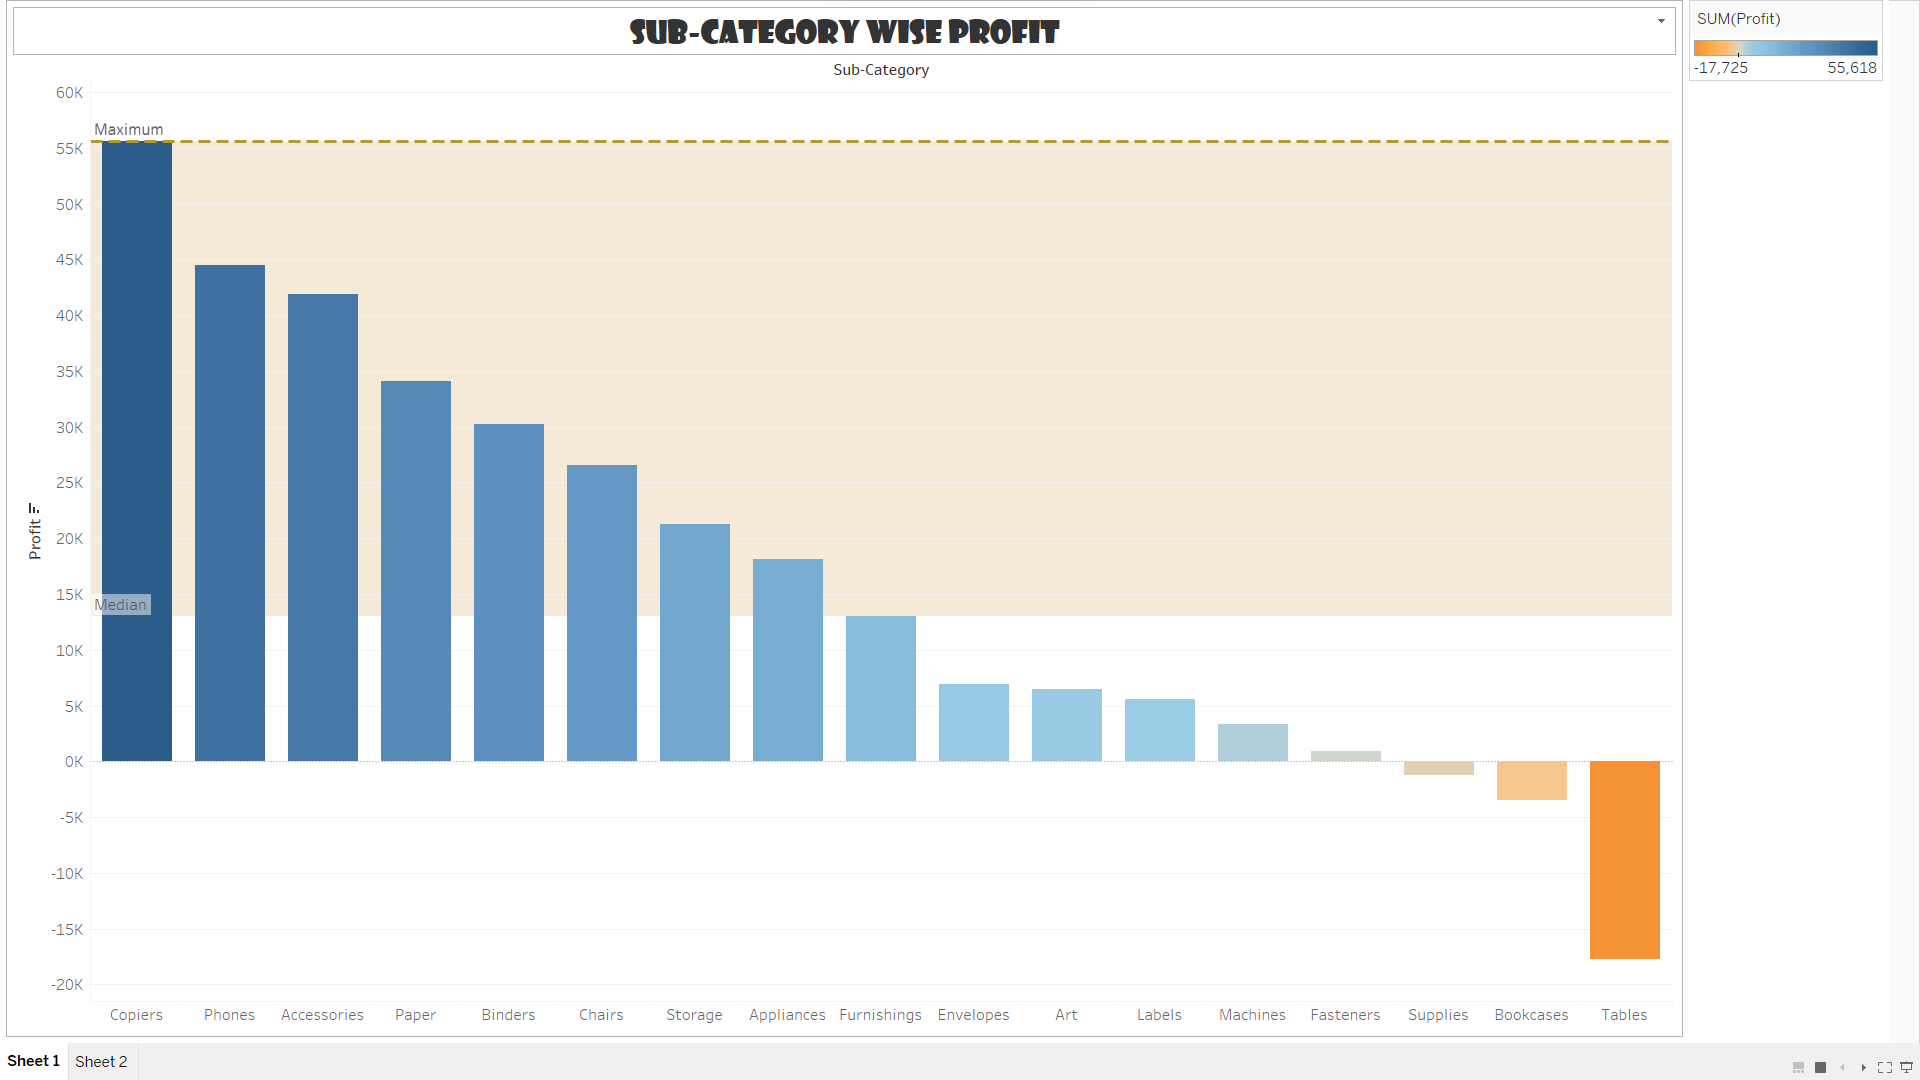 SUB-CATEGORY WISE PROFIT
SUM(Profit)
-17,725 55,618
Sub-Category
60K
Maximum
55K
50K
45K
40K
35K
30K
25K
20K
Profit
15K
Median
10K
5K
0K
-5K
-10K
-15K
-20K
Copiers Phones Accessories Paper Binders Chairs Storage Appliances Furnishings Envelopes Art Labels Machines Fasteners Supplies Bookcases Tables
Sheet 1 Sheet 2